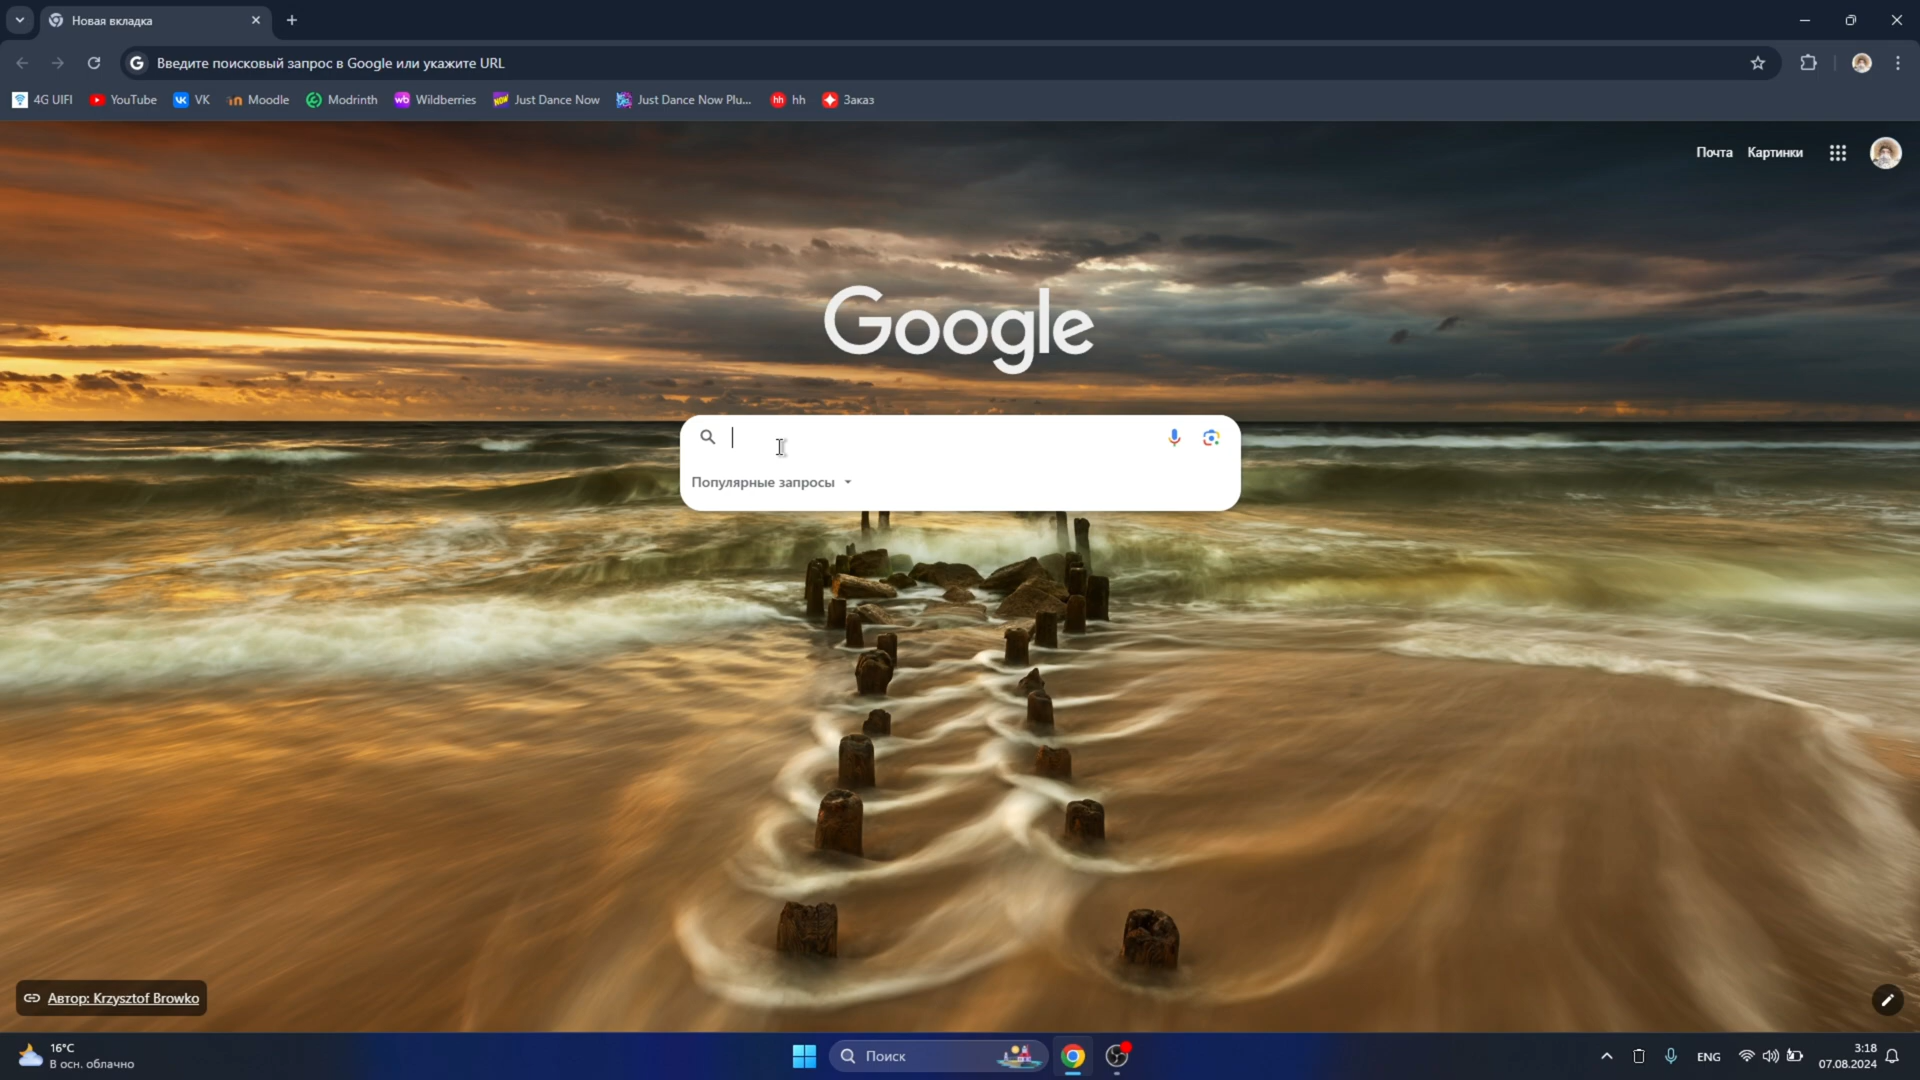 Новая вкладка
Введите поисковый запрос в Google или укажите URL
4G UIFI YouTube VK Moodle Modrinth Wildberries Just Dance Now Just Dance Now Plu... hh Заказ
Почта Картинки
Google
Популярные запросы
Автор: Krzysztof Browko
16°C
В осн. облачно
Поиск
ENG
3:18
07.08.2024